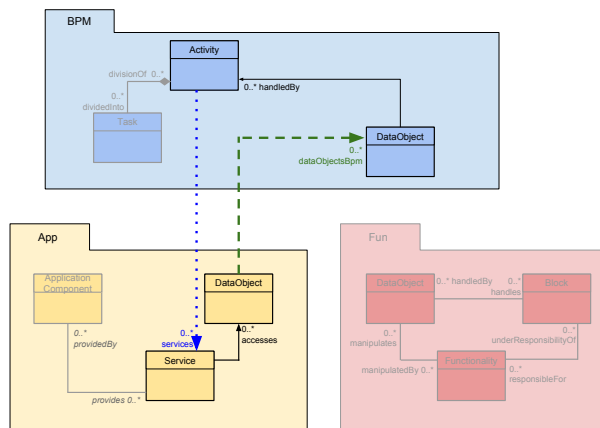 BPM
Activity
divisionOf 0..*
0..* handledBy
0..*
dividedInto
Task
DataObject
0..*
dataObjectsBpm
App
Application
Component
DataObject
0..*
providedBy
0..*
services
0..*
accesses
Service
provides 0..*
Fun
DataObject
0..* handledBy
0..*
handles
Block
0..*
manipulates
0..*
underResponsibilityOf
Functionality
manipulatedBy 0..*
0..*
responsibleFor